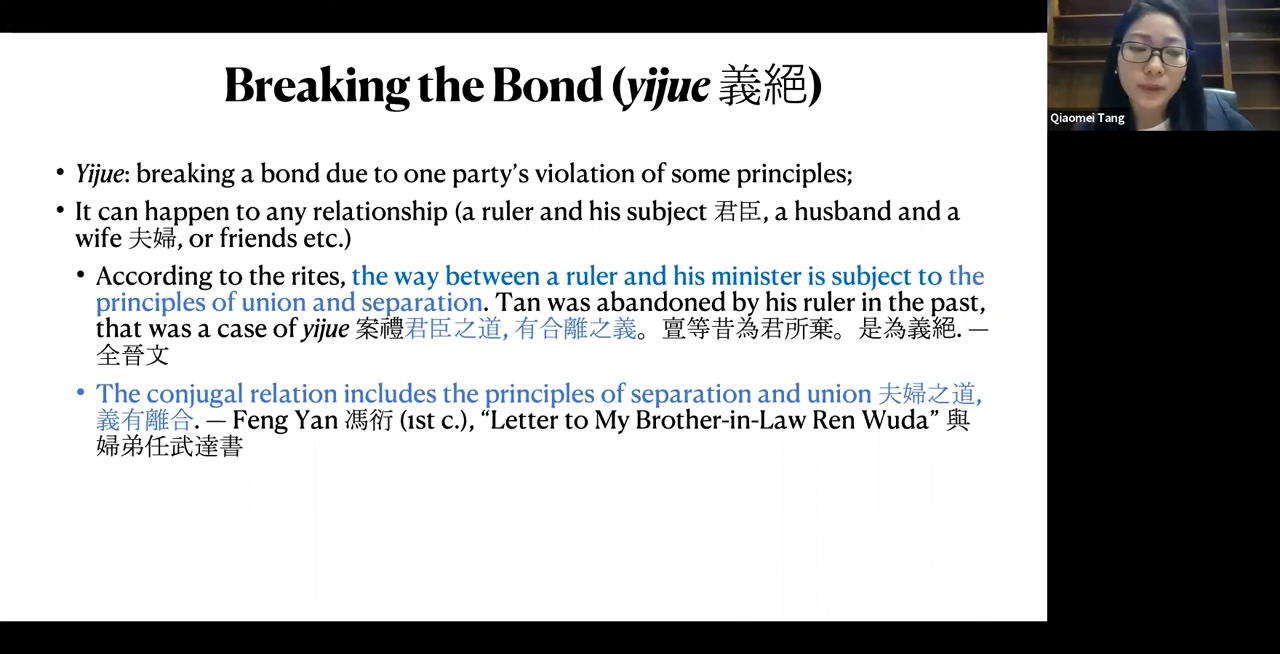 Breaking the Bond (yijue 義絕)
Qiaomei Tang
• Yijue: breaking a bond due to one party’s violation of some principles;
• It can happen to any relationship (a ruler and his subject 君臣, a husband and a
wife 夫婦, or friends etc.)
• According to the rites, the way between a ruler and his minister is subject to the
principles of union and separation. Tan was abandoned by his ruler in the past,
that was a case of yijue 案禮君臣之道, 有合離之義。亶等昔為君所棄。是為義絕. —
全晉文
• The conjugal relation includes the principles of separation and union 夫婦之道,
義有離合. — Feng Yan 馮衍 (1st c.), “Letter to My Brother-in-Law Ren Wuda” 與
婦弟任武達書